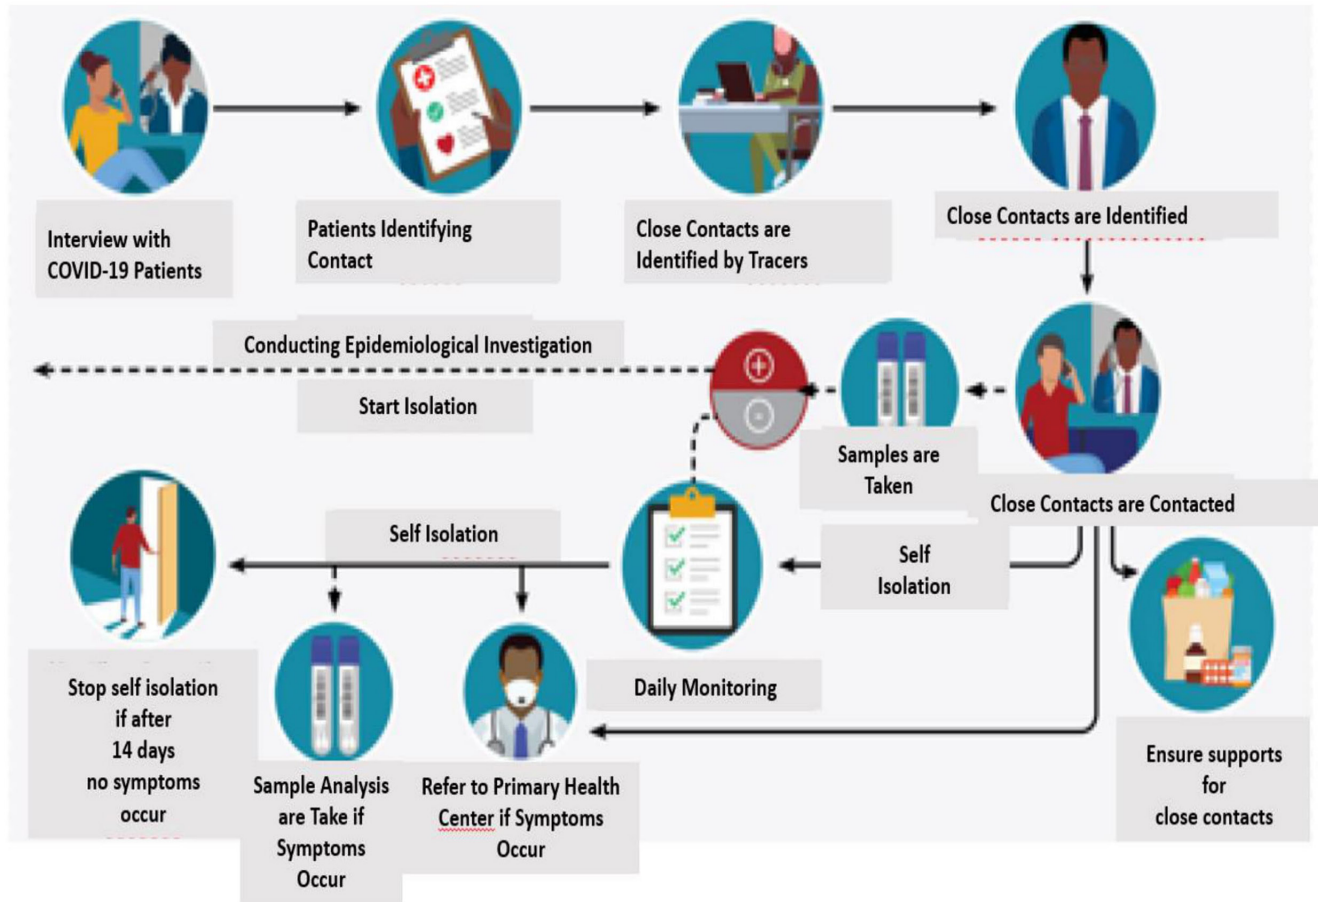 Interview with
COVID-19 Patients
Patients Identifying
Contact
Close Contacts are
Identified by Tracers
Close Contacts are Identified
Conducting Epidemiological Investigation
Start Isolation
+
-
Samples are
Taken
Close Contacts are Contacted
Self Isolation
Self
Isolation
Daily Monitoring
Stop self isolation
if after
14 days
no symptoms
occur
Sample Analysis
are Take if
Symptoms
Occur
Refer to Primary Health
Center if Symptoms
Occur
Ensure supports
for
close contacts